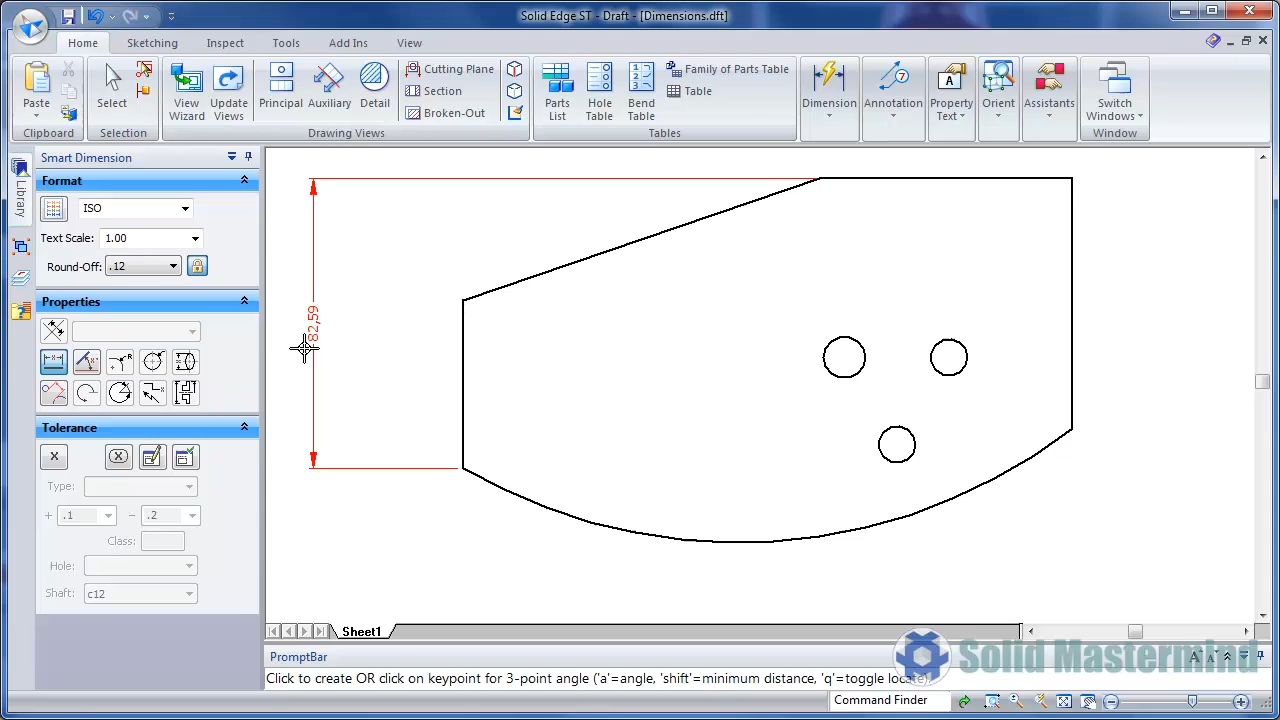 Solid Edge ST - Draft - [Dimensions.dft]
Home Sketching Inspect Tools Add Ins View
Paste
Clipboard
Select
Selection
View Wizard
Update Views
Principal
Auxiliary
Detail
Cutting Plane
Section
Broken-Out
Drawing Views
Parts List
Hole Table
Bend Table
Family of Parts Table
Table
Tables
Dimension
Annotation
Property Text
Orient
Assistants
Switch Windows
Window
Library
Smart Dimension
Format
ISO
Text Scale: 1.00
Round-Off: .12
Properties
Tolerance
Type:
+ .1 - .2
Class:
Hole:
Shaft: c12
82,59
Sheet1
PromptBar
Click to create OR click on keypoint for 3-point angle ('a'=angle, 'shift'=minimum distance, 'q'=toggle locate)
Command Finder
Solid Mastermind